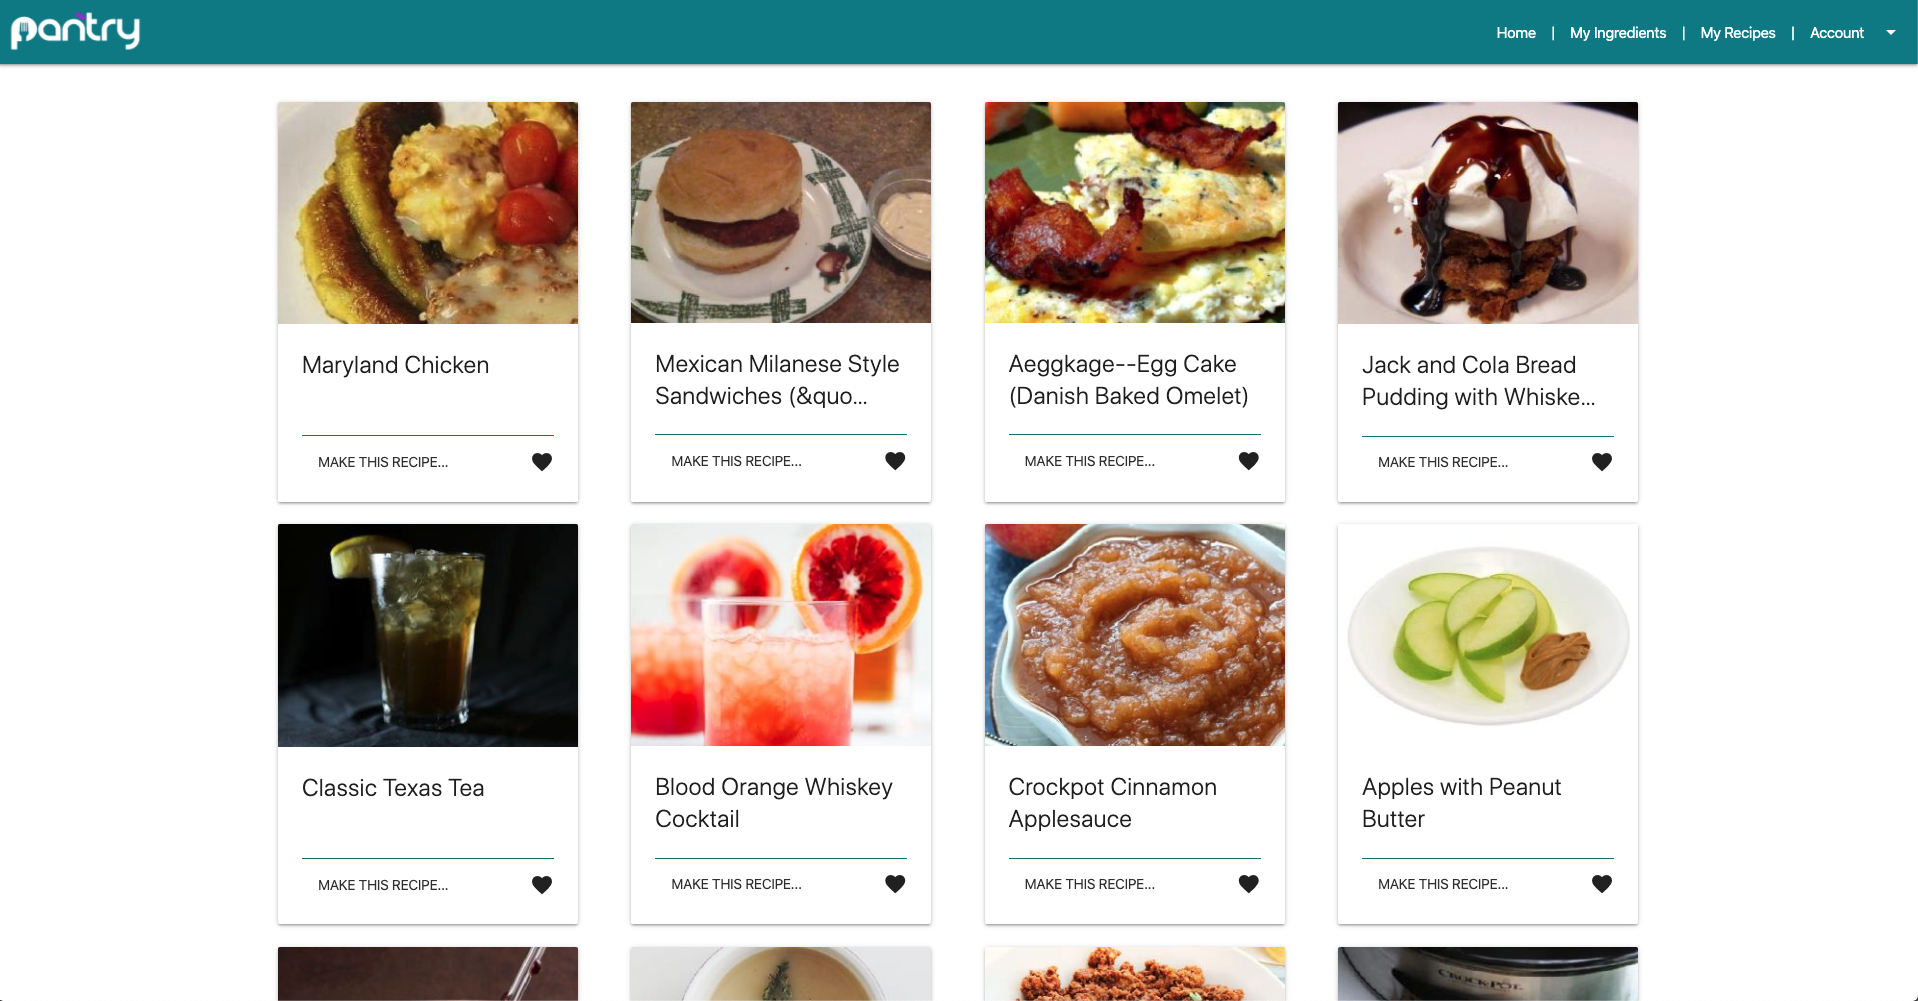 pantry
Home | My Ingredients | My Recipes | Account
Maryland Chicken
MAKE THIS RECIPE...
Mexican Milanese Style
Sandwiches (&quo...
MAKE THIS RECIPE...
Aeggkage--Egg Cake
(Danish Baked Omelet)
MAKE THIS RECIPE...
Jack and Cola Bread
Pudding with Whiske...
MAKE THIS RECIPE...
Classic Texas Tea
MAKE THIS RECIPE...
Blood Orange Whiskey
Cocktail
MAKE THIS RECIPE...
Crockpot Cinnamon
Applesauce
MAKE THIS RECIPE...
Apples with Peanut
Butter
MAKE THIS RECIPE...
CROCK-POT